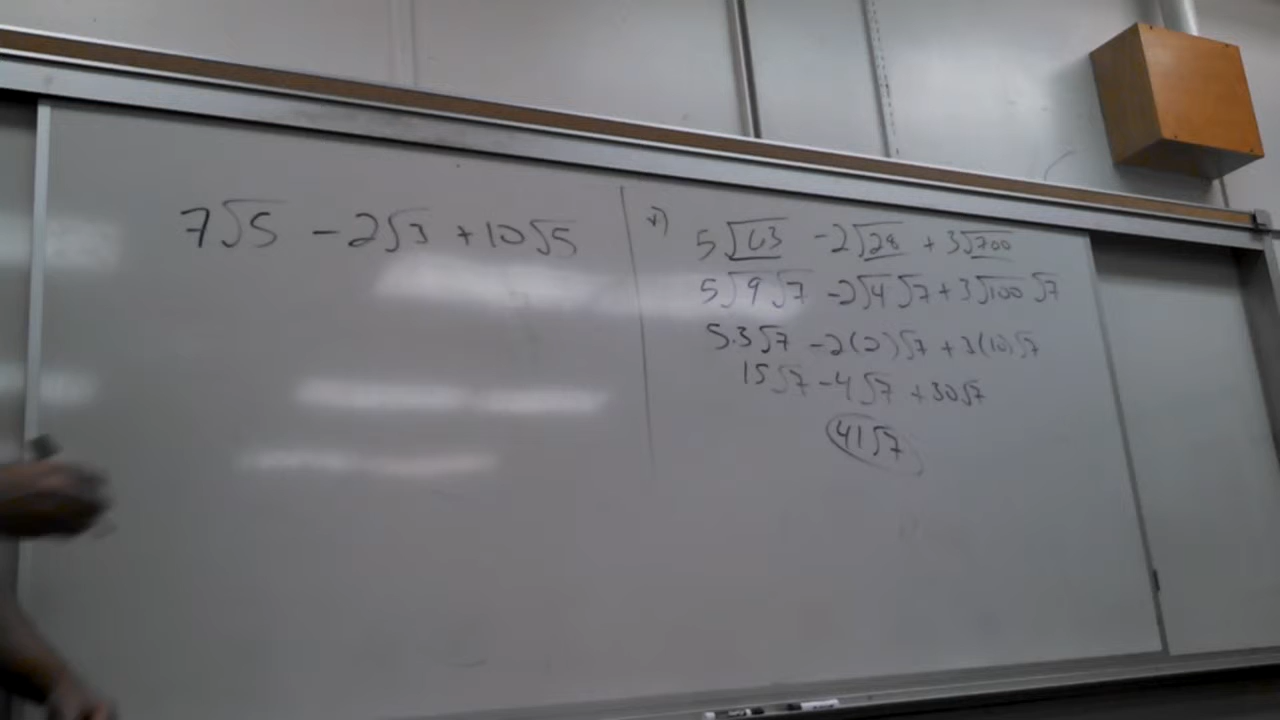 7√5 - 2√3 + 10√5
v) 5√63 - 2√28 + 3√700
5√9 √7 - 2√4 √7 + 3√100 √7
5·3√7 - 2(2)√7 + 3(10)√7
15√7 - 4√7 + 30√7
41√7